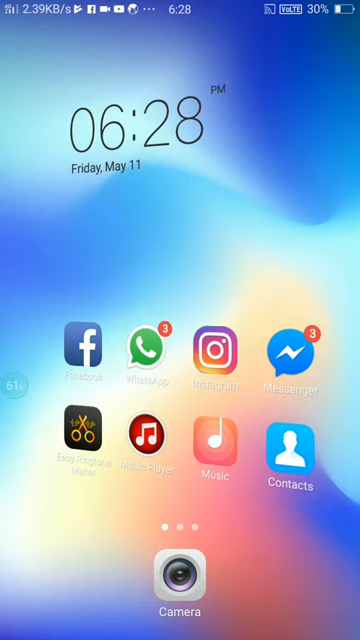 2.39KB/s ... 6:28 VoLTE 30%
PM
06:28
Friday, May 11
61%
3
3
Facebook
WhatsApp
Instagram
Messenger
Easy Ringtone
Maker
Music Player
Music
Contacts
Camera